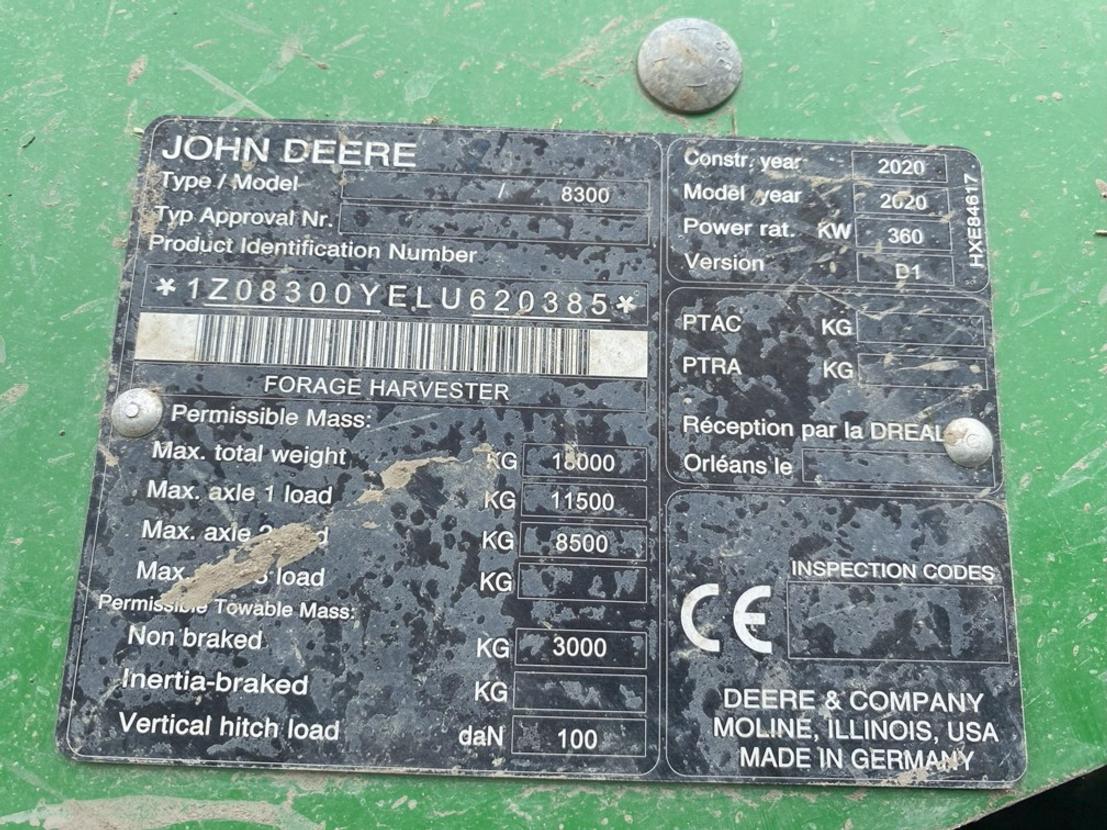 JOHN DEERE
Type / Model / 8300
Typ Approval Nr.
Product Identification Number
*1Z08300YELU620385*
FORAGE HARVESTER
Permissible Mass:
Max. total weight KG 18000
Max. axle 1 load KG 11500
Max. axle 2 load KG 8500
Max. 3 load KG
Permissible Towable Mass:
Non braked KG 3000
Inertia-braked KG
Vertical hitch load daN 100
Constr. year 2020
Model year 2020
Power rat. KW 360
Version D1
HXE84617
PTAC KG
PTRA KG
Réception par la DREAL
Orléans le
INSPECTION CODES
CE
DEERE & COMPANY
MOLINE, ILLINOIS, USA
MADE IN GERMANY